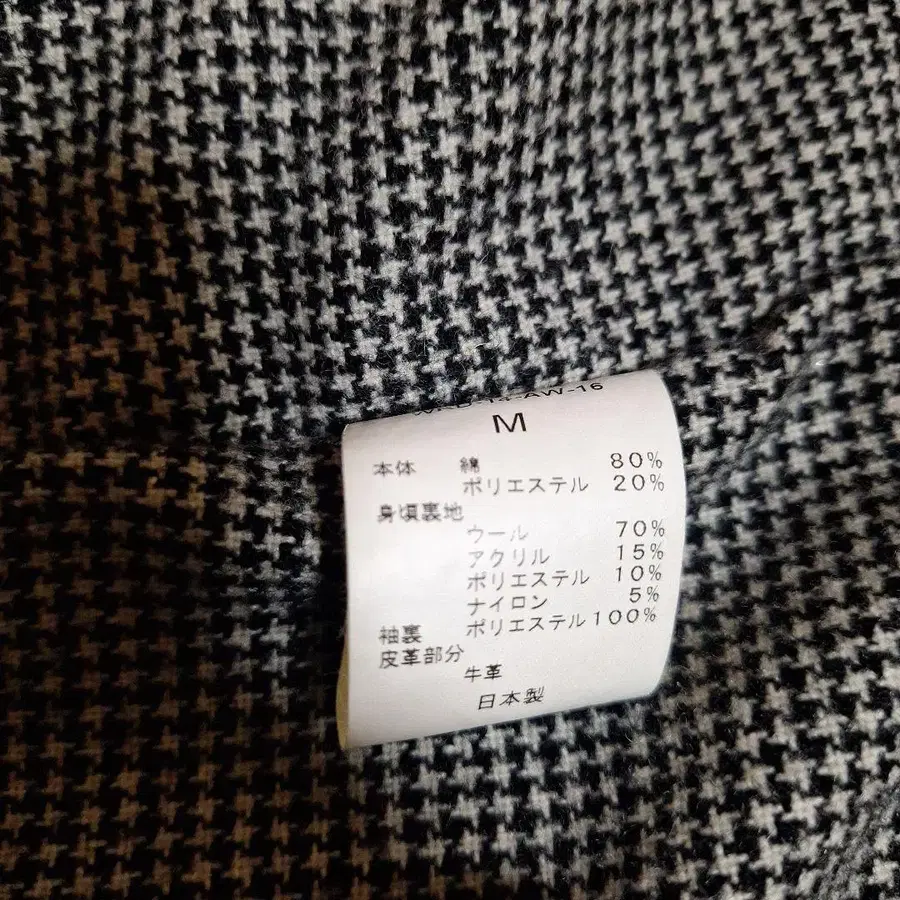 M
本体 綿 80%
ポリエステル 20%
身頃裏地
ウール 70%
アクリル 15%
ポリエステル 10%
ナイロン 5%
袖裏 ポリエステル100%
皮革部分
牛革
日本製